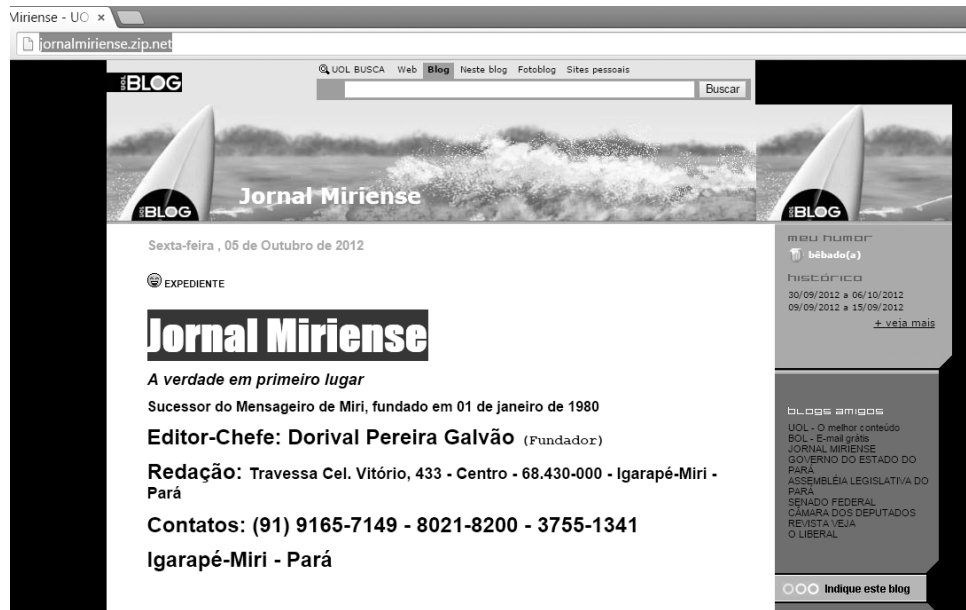 Miriense - UO ×
jornalmiriense.zip.net
UOL BUSCA Web Blog Neste blog Fotoblog Sites pessoais
UOL BLOG
Buscar
Jornal Miriense
UOL BLOG
UOL BLOG
Sexta-feira , 05 de Outubro de 2012
EXPEDIENTE
Jornal Miriense
A verdade em primeiro lugar
Sucessor do Mensageiro de Miri, fundado em 01 de janeiro de 1980
Editor-Chefe: Dorival Pereira Galvão (Fundador)
Redação: Travessa Cel. Vitório, 433 - Centro - 68.430-000 - Igarapé-Miri -
Pará
Contatos: (91) 9165-7149 - 8021-8200 - 3755-1341
Igarapé-Miri - Pará
meu humor
bêbado(a)
histórico
30/09/2012 a 06/10/2012
09/09/2012 a 15/09/2012
+ veja mais
blogs amigos
UOL - O melhor conteúdo
BOL - E-mail grátis
JORNAL MIRIENSE
GOVERNO DO ESTADO DO
PARÁ
ASSEMBLÉIA LEGISLATIVA DO
PARÁ
SENADO FEDERAL
CÂMARA DOS DEPUTADOS
REVISTA VEJA
O LIBERAL
Indique este blog